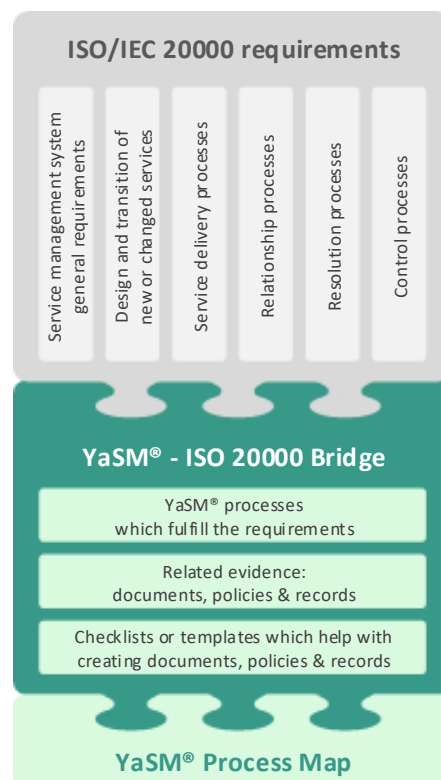 ISO/IEC 20000 requirements
Service management system
general requirements
Design and transition of
new or changed services
Service delivery processes
Relationship processes
Resolution processes
Control processes
YaSM® - ISO 20000 Bridge
YaSM® processes
which fulfill the requirements
Related evidence:
documents, policies & records
Checklists or templates which help with
creating documents, policies & records
YaSM® Process Map